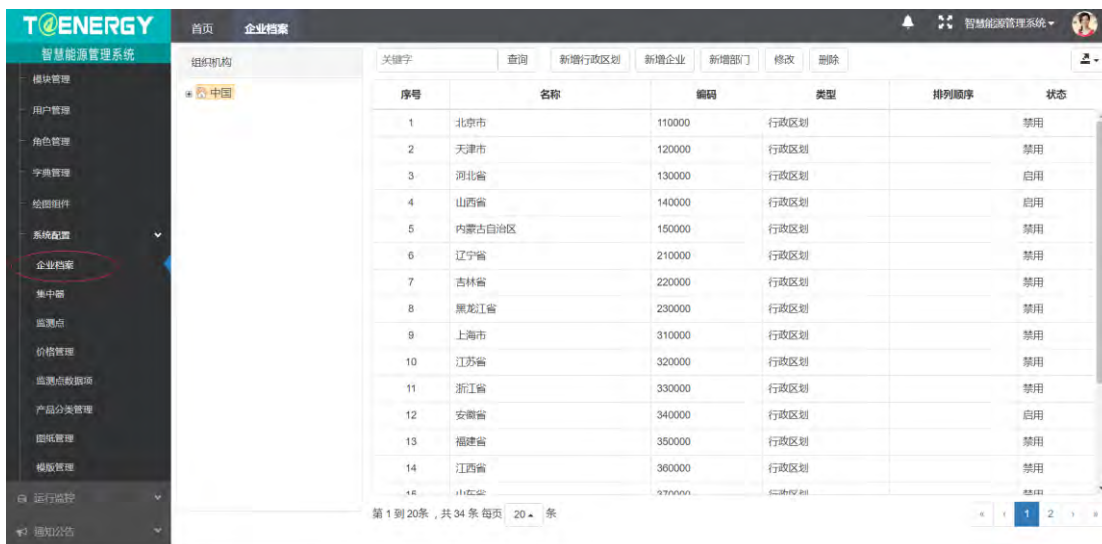 T@ENERGY
智慧能源管理系统
首页 企业档案
智慧能源管理系统
模块管理
用户管理
角色管理
字典管理
绘图组件
系统配置
企业档案
集中器
监测点
价格管理
监测点数据项
产品分类管理
图纸管理
模版管理
运行监控
通知公告
组织机构
中国
关键字 查询 新增行政区划 新增企业 新增部门 修改 删除
序号 名称 编码 类型 排列顺序 状态
1 北京市 110000 行政区划 禁用
2 天津市 120000 行政区划 禁用
3 河北省 130000 行政区划 启用
4 山西省 140000 行政区划 启用
5 内蒙古自治区 150000 行政区划 禁用
6 辽宁省 210000 行政区划 禁用
7 吉林省 220000 行政区划 禁用
8 黑龙江省 230000 行政区划 禁用
9 上海市 310000 行政区划 禁用
10 江苏省 320000 行政区划 禁用
11 浙江省 330000 行政区划 禁用
12 安徽省 340000 行政区划 启用
13 福建省 350000 行政区划 禁用
14 江西省 360000 行政区划 禁用
15 山东省 370000 行政区划 禁用
第 1 到 20条 , 共 34 条 每页 20 条
« ‹ 1 2 › »